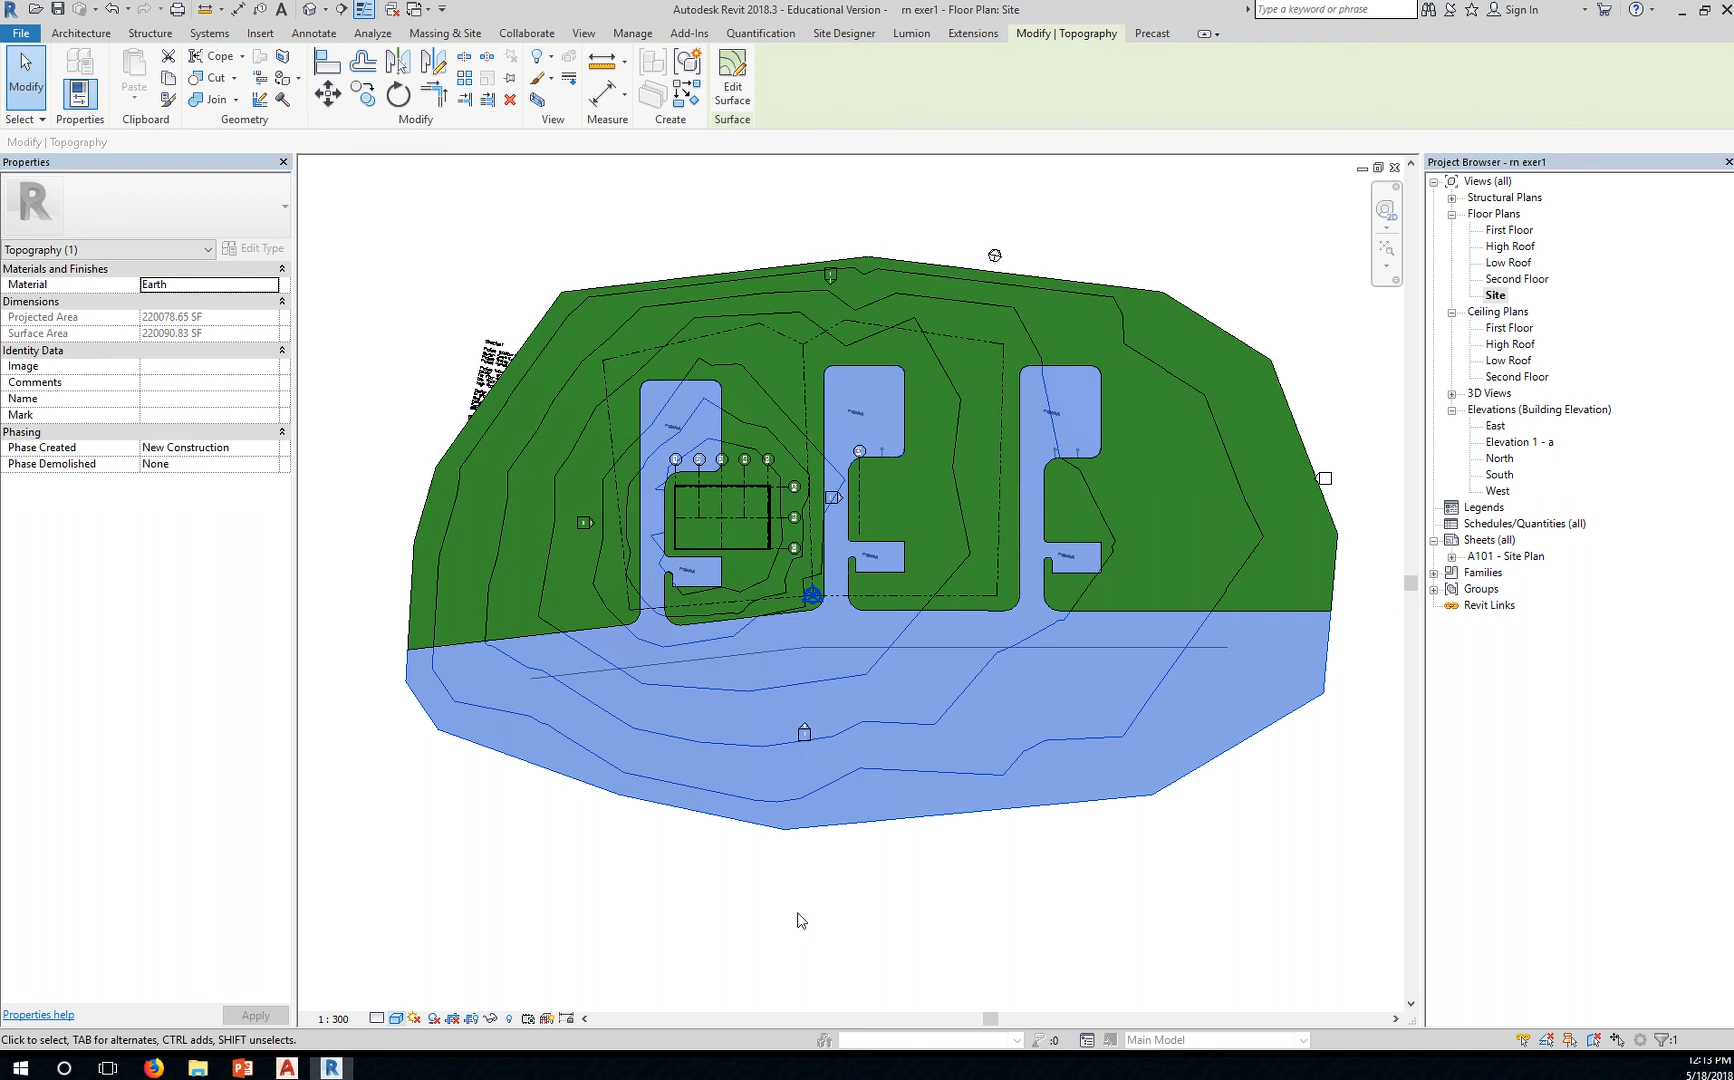 Autodesk Revit 2018.3 - Educational Version -    rn exer1 - Floor Plan: Site
Type a keyword or phrase
Sign In
File Architecture Structure Systems Insert Annotate Analyze Massing & Site Collaborate View Manage Add-Ins Quantification Site Designer Lumion Extensions Modify | Topography Precast
Modify
Paste
Cope
Cut
Join
Edit
Surface
Select Properties Clipboard Geometry Modify View Measure Create Surface
Modify | Topography
Properties
R
Topography (1)
Edit Type
Materials and Finishes
Material Earth
Dimensions
Projected Area 220078.65 SF
Surface Area 220090.83 SF
Identity Data
Image
Comments
Name
Mark
Phasing
Phase Created New Construction
Phase Demolished None
Properties help
Apply
2D
Project Browser - rn exer1
Views (all)
Structural Plans
Floor Plans
First Floor
High Roof
Low Roof
Second Floor
Site
Ceiling Plans
First Floor
High Roof
Low Roof
Second Floor
3D Views
Elevations (Building Elevation)
East
Elevation 1 - a
North
South
West
Legends
Schedules/Quantities (all)
Sheets (all)
A101 - Site Plan
Families
Groups
Revit Links
1 : 300
Click to select, TAB for alternates, CTRL adds, SHIFT unselects.
:0
Main Model
:1
12:13 PM
5/18/2018